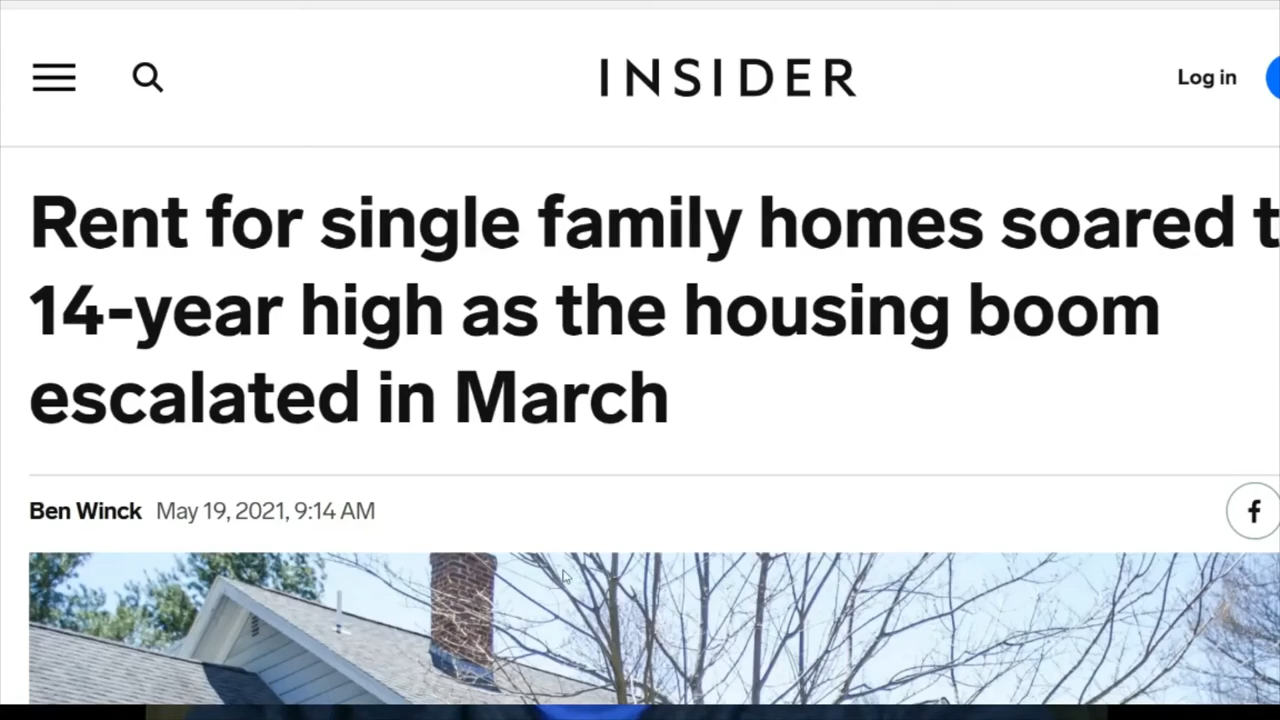 INSIDER
Log in
Rent for single family homes soared t
14-year high as the housing boom
escalated in March
Ben Winck May 19, 2021, 9:14 AM
f